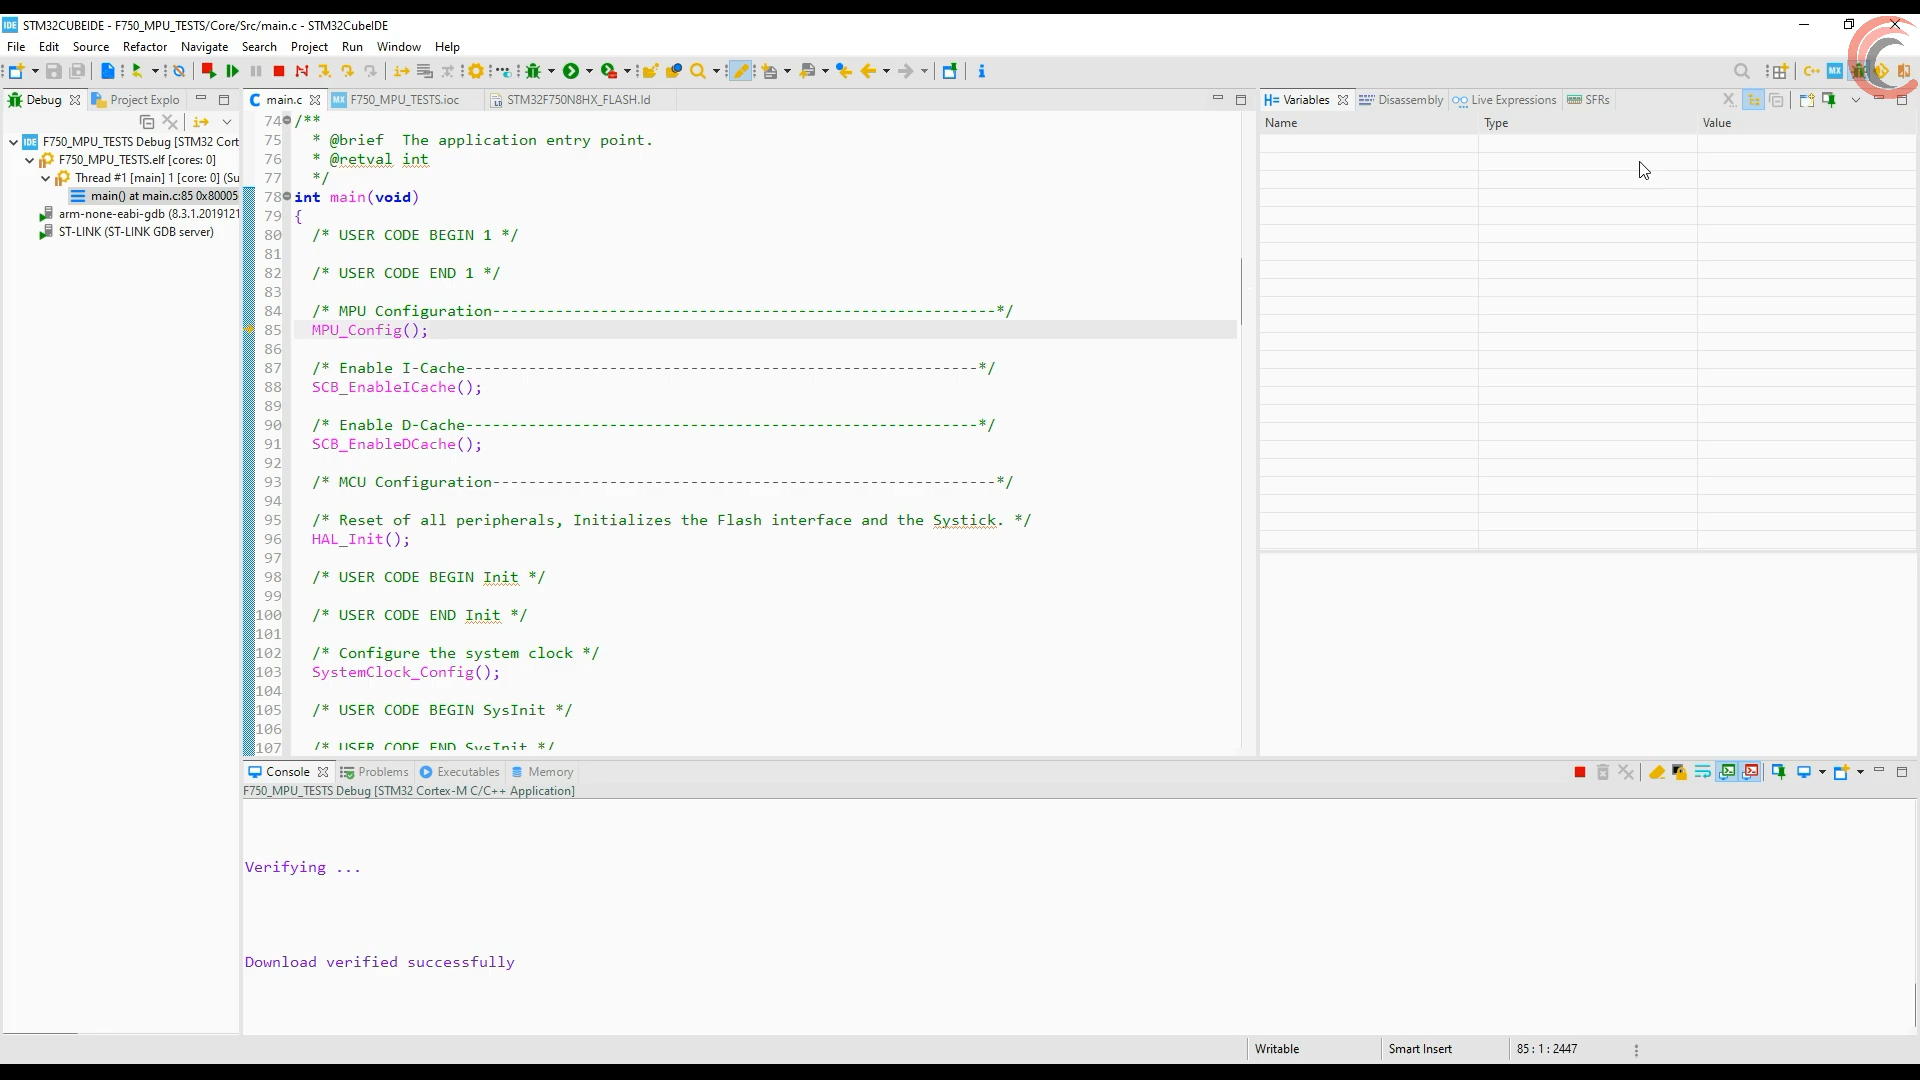 STM32CUBEIDE - F750_MPU_TESTS/Core/Src/main.c - STM32CubeIDE
File Edit Source Refactor Navigate Search Project Run Window Help
Debug Project Explo
F750_MPU_TESTS Debug [STM32 Cort
F750_MPU_TESTS.elf [cores: 0]
Thread #1 [main] 1 [core: 0] (Su
main() at main.c:85 0x80005
arm-none-eabi-gdb (8.3.1.2019121
ST-LINK (ST-LINK GDB server)
main.c F750_MPU_TESTS.ioc STM32F750N8HX_FLASH.ld
74 /**
75 * @brief The application entry point.
76 * @retval int
77 */
78 int main(void)
79 {
80 /* USER CODE BEGIN 1 */
81
82 /* USER CODE END 1 */
83
84 /* MPU Configuration--------------------------------------------------------*/
85 MPU_Config();
86
87 /* Enable I-Cache---------------------------------------------------------*/
88 SCB_EnableICache();
89
90 /* Enable D-Cache---------------------------------------------------------*/
91 SCB_EnableDCache();
92
93 /* MCU Configuration--------------------------------------------------------*/
94
95 /* Reset of all peripherals, Initializes the Flash interface and the Systick. */
96 HAL_Init();
97
98 /* USER CODE BEGIN Init */
99
100 /* USER CODE END Init */
101
102 /* Configure the system clock */
103 SystemClock_Config();
104
105 /* USER CODE BEGIN SysInit */
106
107 /* USER CODE END SysInit */
Variables Disassembly Live Expressions SFRs
Name Type Value
Console Problems Executables Memory
F750_MPU_TESTS Debug [STM32 Cortex-M C/C++ Application]
Verifying ...
Download verified successfully
Writable Smart Insert 85 : 1 : 2447